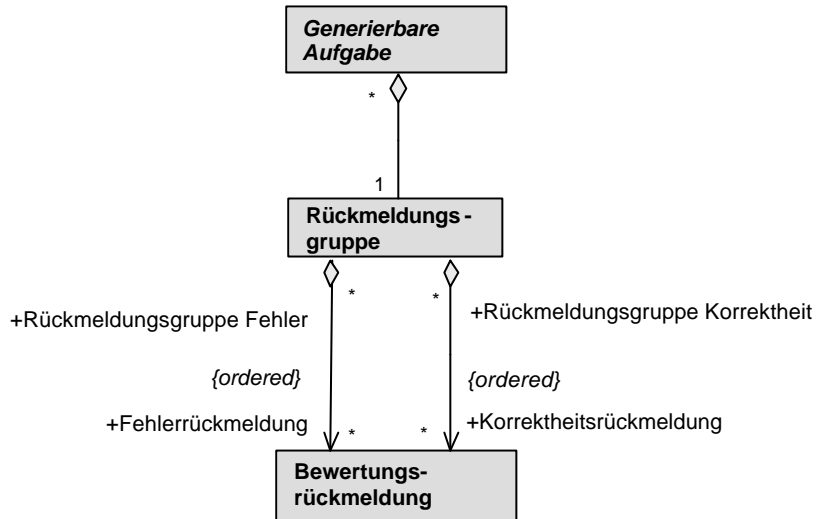 Generierbare
Aufgabe
*
1
Rückmeldungs-
gruppe
*
*
+Rückmeldungsgruppe Fehler
+Rückmeldungsgruppe Korrektheit
{ordered}
{ordered}
+Fehlerrückmeldung
*
*
+Korrektheitsrückmeldung
Bewertungs-
rückmeldung